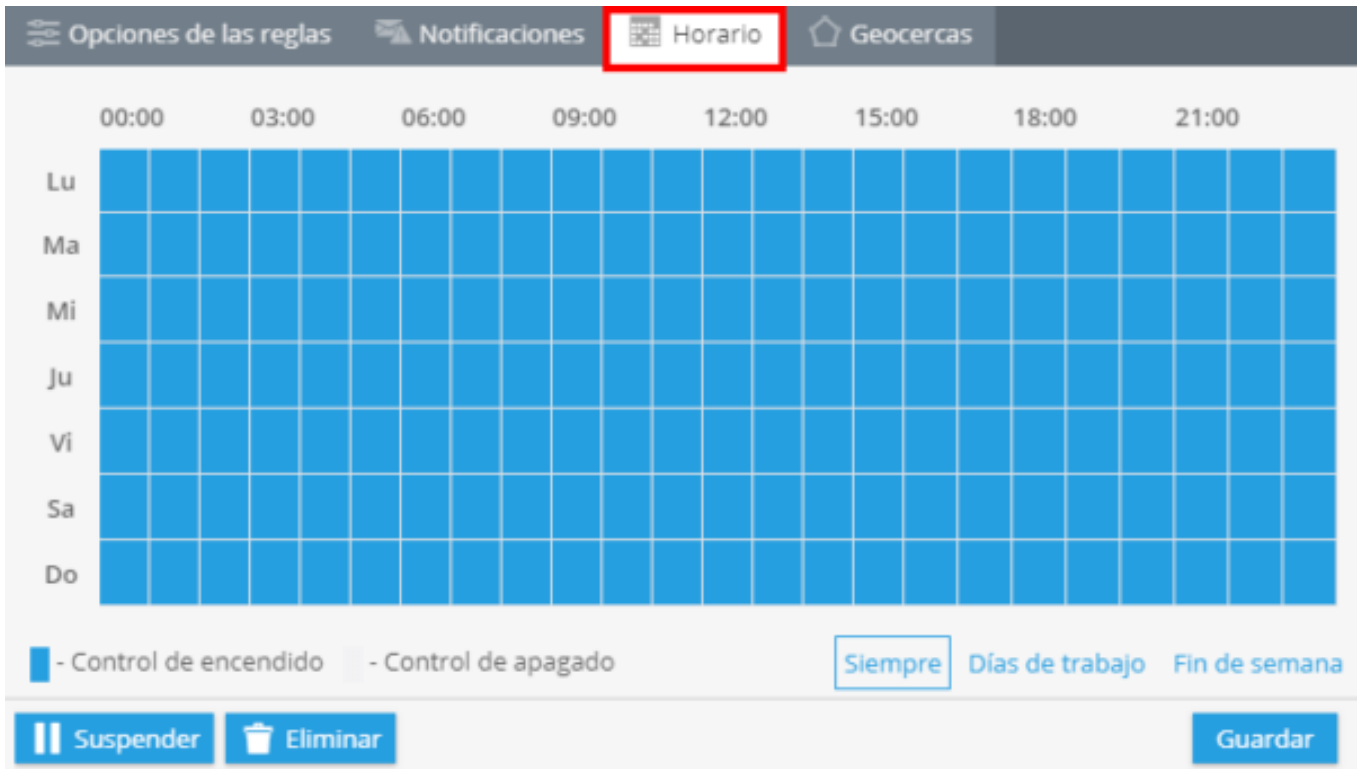 Opciones de las reglas Notificaciones Horario Geocercas
00:00 03:00 06:00 09:00 12:00 15:00 18:00 21:00
Lu
Ma
Mi
Ju
Vi
Sa
Do
- Control de encendido - Control de apagado Siempre Días de trabajo Fin de semana
Suspender Eliminar Guardar